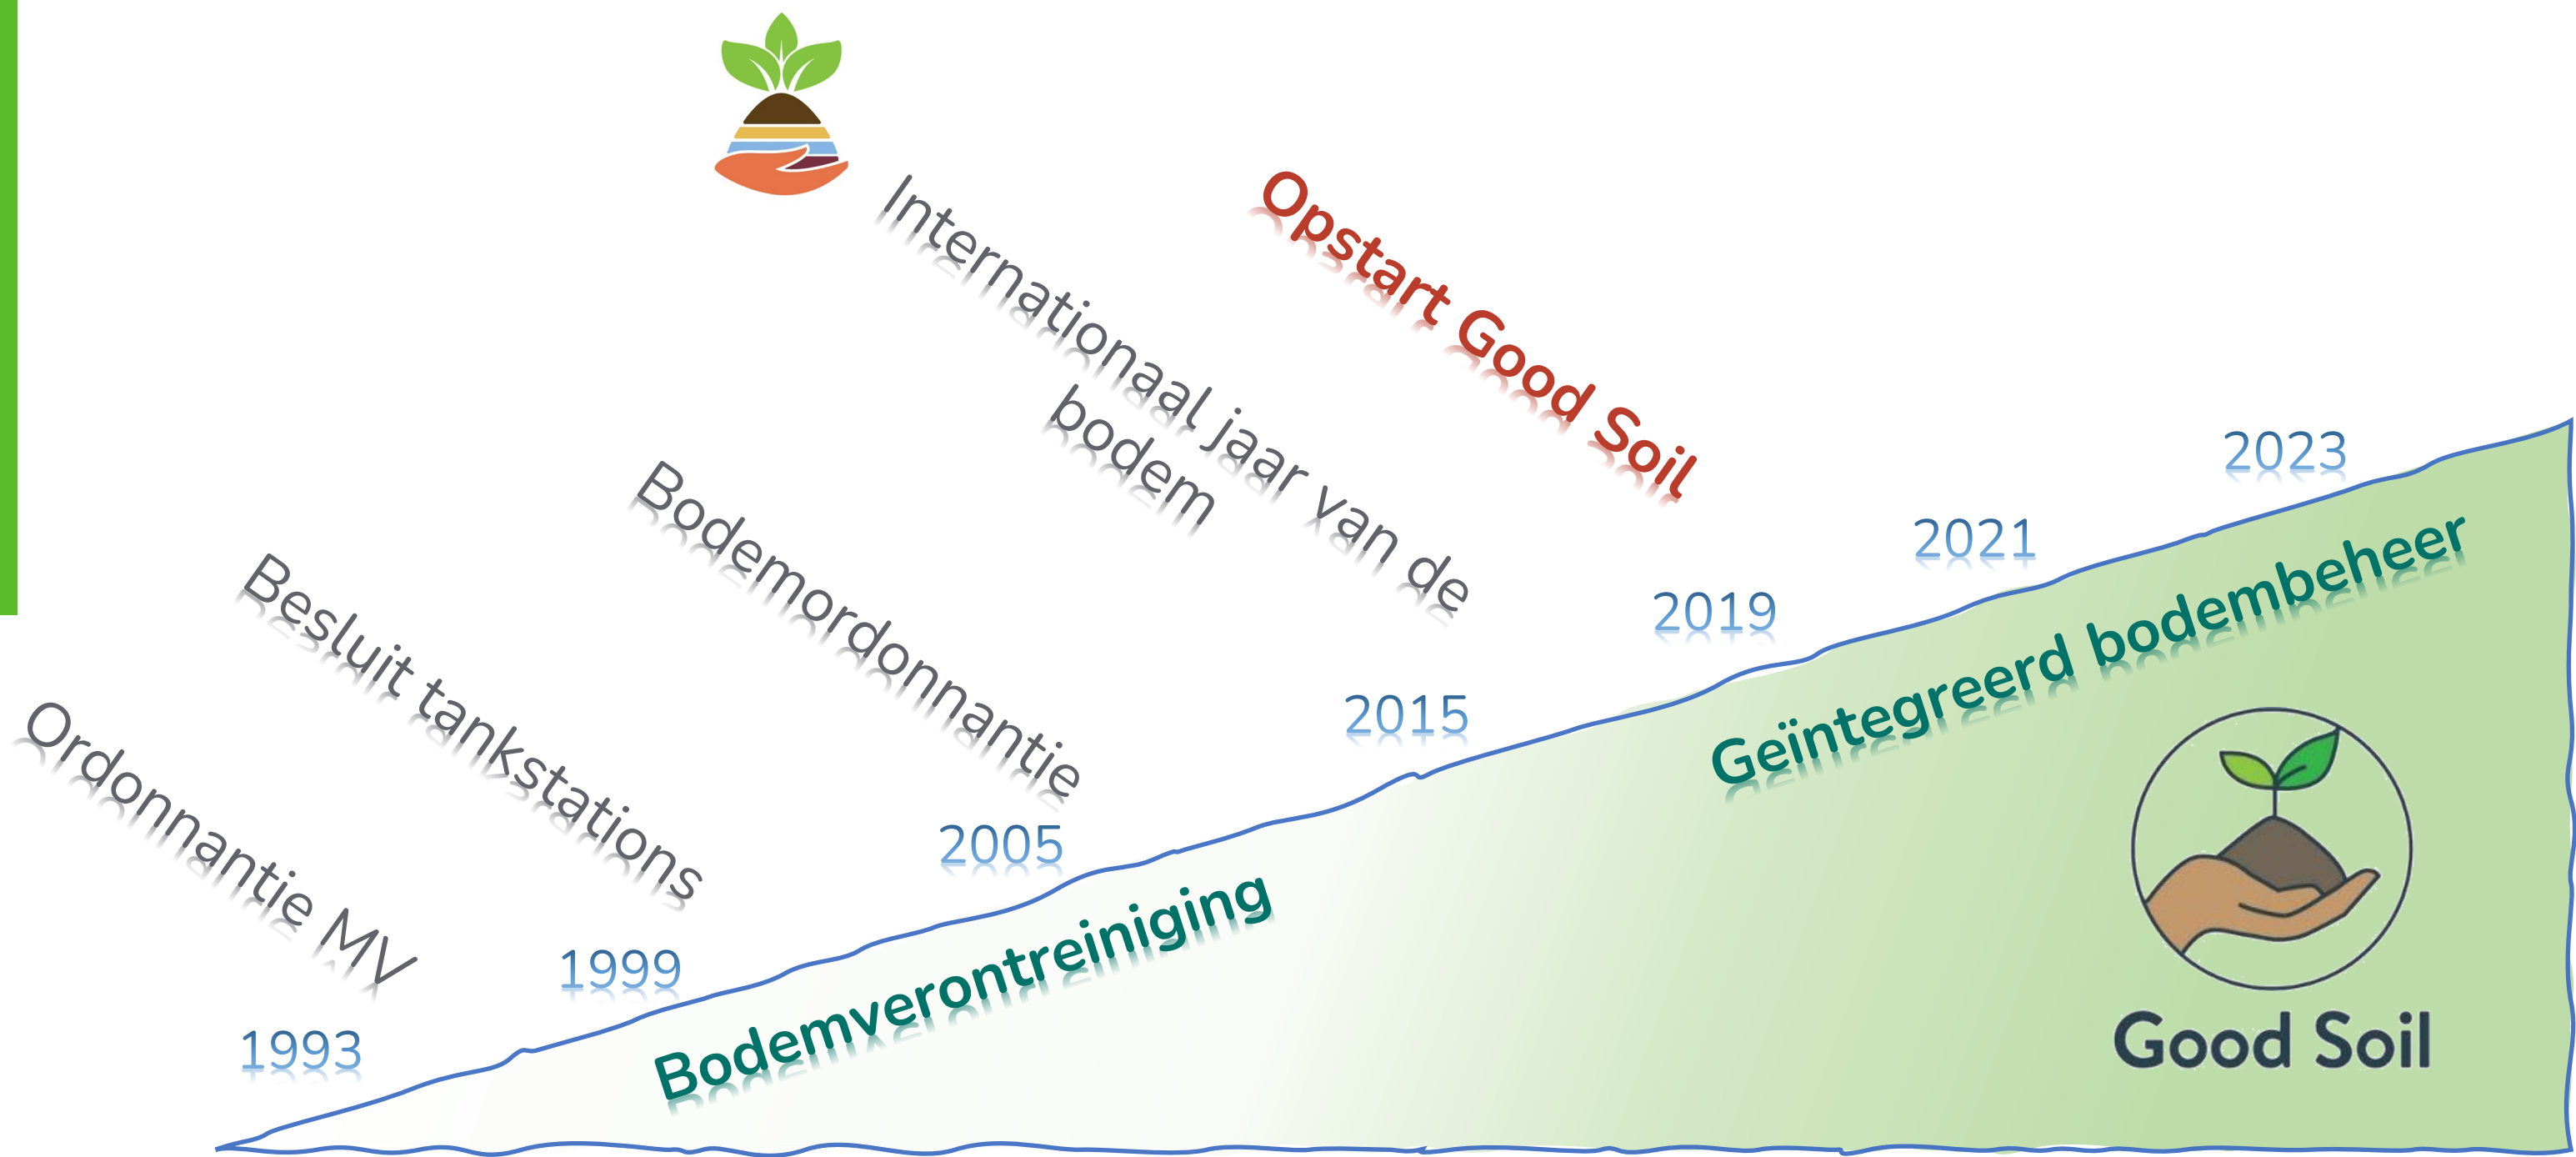 Ordonnantie MV
1993
Besluit tankstations
1999
Bodemordonnantie
2005
Internationaal jaar van de
bodem
2015
Opstart Good Soil
2019
2021
2023
Bodemverontreiniging
Geïntegreerd bodembeheer
Good Soil